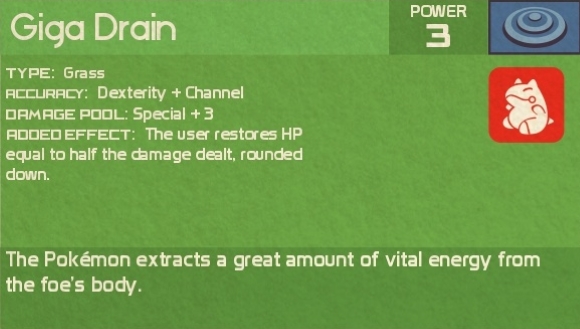 Giga Drain
POWER
3
TYPE: Grass
ACCURACY: Dexterity + Channel
DAMAGE POOL: Special + 3
ADDED EFFECT: The user restores HP
equal to half the damage dealt, rounded
down.
The Pokémon extracts a great amount of vital energy from
the foe's body.